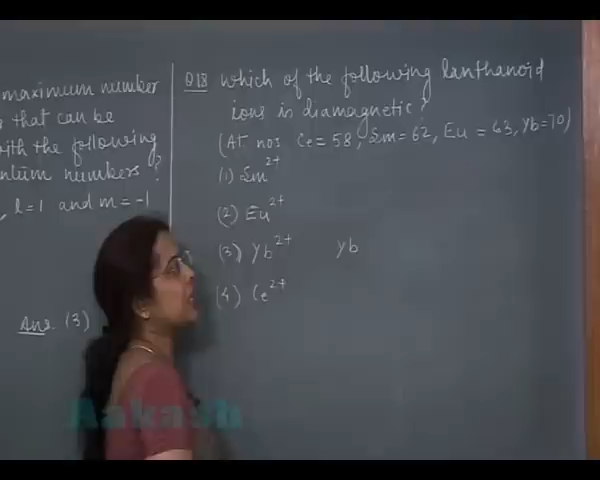 maximum number
that can be
with the following
ntum numbers?
, l=1 and m=-1
Ans. (3)
Q18 which of the following lanthanoid
ions is diamagnetic?
(At nos Ce=58, Sm=62, Eu=63, Yb=70)
(1) Sm²⁺
(2) Eu²⁺
(3) Yb²⁺ Yb
(4) Ce²⁺
Aakash